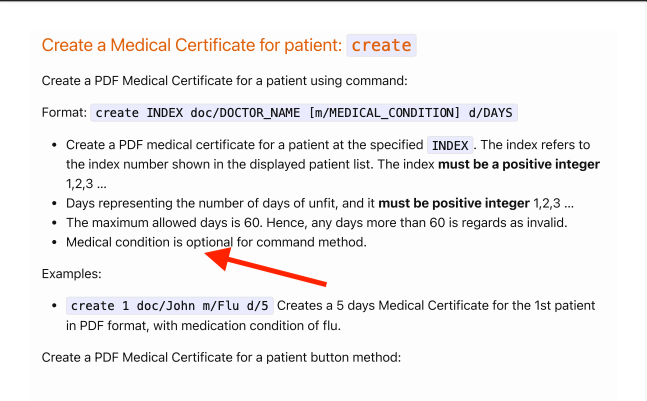 Create a Medical Certificate for patient: create
Create a PDF Medical Certificate for a patient using command:
Format: create INDEX doc/DOCTOR_NAME [m/MEDICAL_CONDITION] d/DAYS
• Create a PDF medical certificate for a patient at the specified INDEX. The index refers to
the index number shown in the displayed patient list. The index must be a positive integer
1,2,3 ...
• Days representing the number of days of unfit, and it must be positive integer 1,2,3 ...
• The maximum allowed days is 60. Hence, any days more than 60 is regards as invalid.
• Medical condition is optional for command method.
Examples:
• create 1 doc/John m/Flu d/5 Creates a 5 days Medical Certificate for the 1st patient
in PDF format, with medication condition of flu.
Create a PDF Medical Certificate for a patient button method: